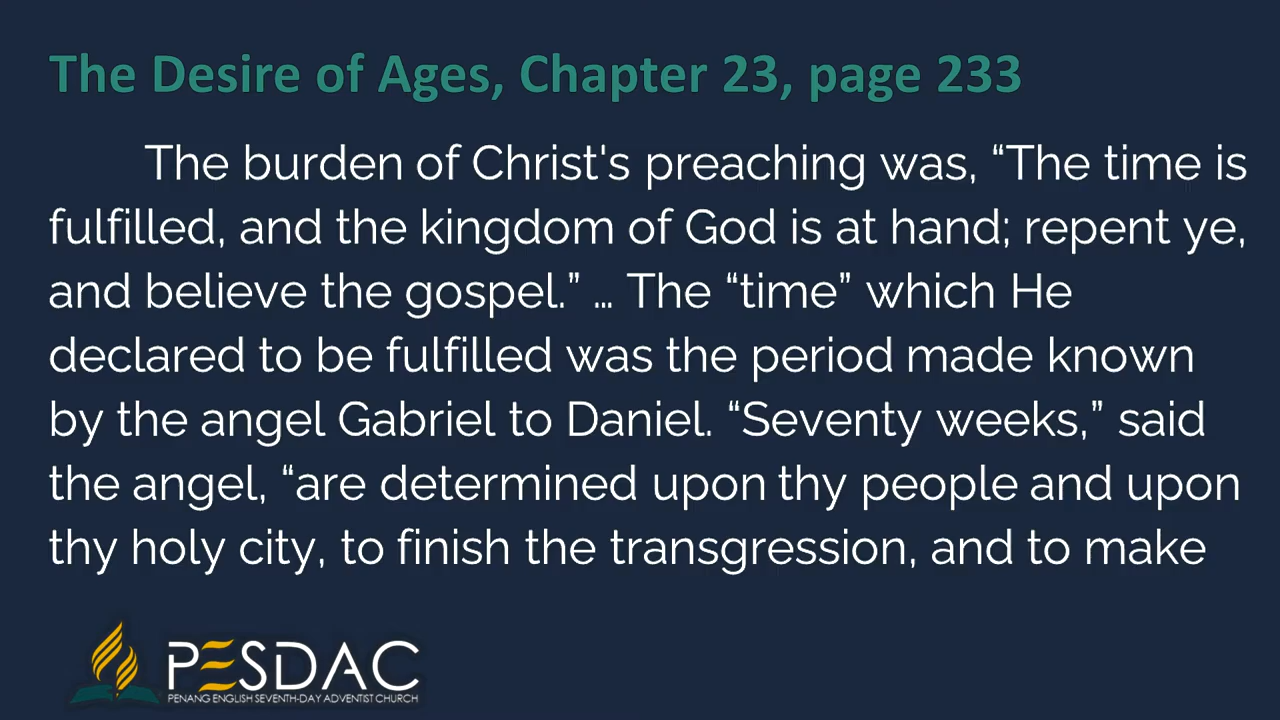 The Desire of Ages, Chapter 23, page 233
The burden of Christ's preaching was, “The time is
fulfilled, and the kingdom of God is at hand; repent ye,
and believe the gospel.” … The “time” which He
declared to be fulfilled was the period made known
by the angel Gabriel to Daniel. “Seventy weeks,” said
the angel, “are determined upon thy people and upon
thy holy city, to finish the transgression, and to make
PESDAC
PENANG ENGLISH SEVENTH-DAY ADVENTIST CHURCH